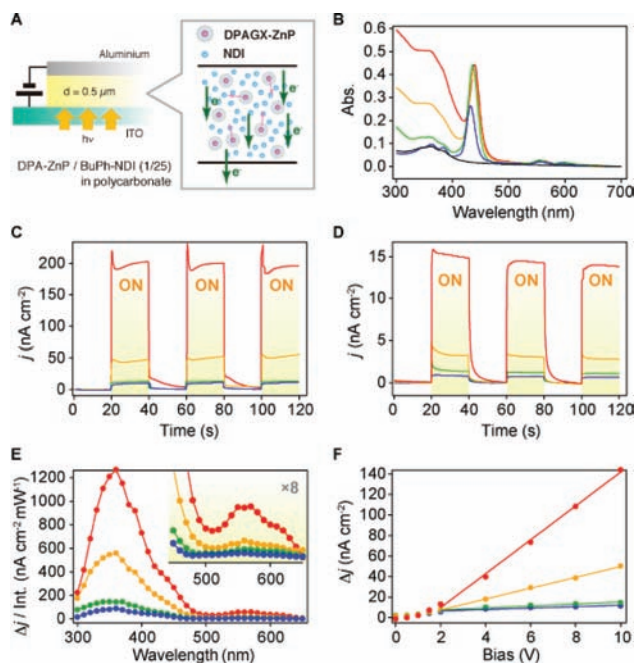 A
Aluminium
d = 0.5 μm
hν
ITO
DPA-ZnP / BuPh-NDI (1/25)
in polycarbonate
DPAGX-ZnP
NDI
e-
e-
e-
e-
e-
B
Abs.
0.6
0.5
0.4
0.3
0.2
0.1
0.0
300 400 500 600 700
Wavelength (nm)
C
j (nA cm-2)
200
150
100
50
0
ON ON ON
0 20 40 60 80 100 120
Time (s)
D
j (nA cm-2)
15
10
5
0
ON ON ON
0 20 40 60 80 100 120
Time (s)
E
Δj / Int. (nA cm-2 mW-1)
1200
1000
800
600
400
200
0
×8
500 600
300 400 500 600
Wavelength (nm)
F
Δj (nA cm-2)
140
120
100
80
60
40
20
0
0 2 4 6 8 10
Bias (V)